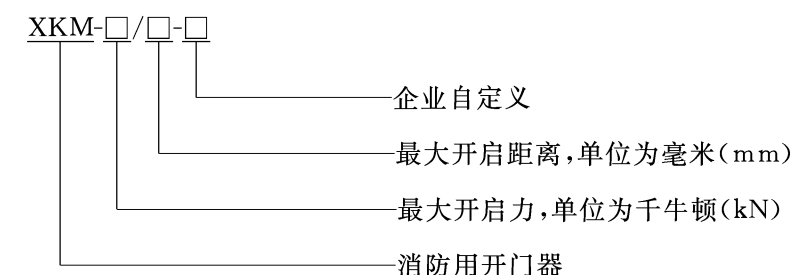 XKM-□/□-□
企业自定义
最大开启距离,单位为毫米(mm)
最大开启力,单位为千牛顿(kN)
消防用开门器